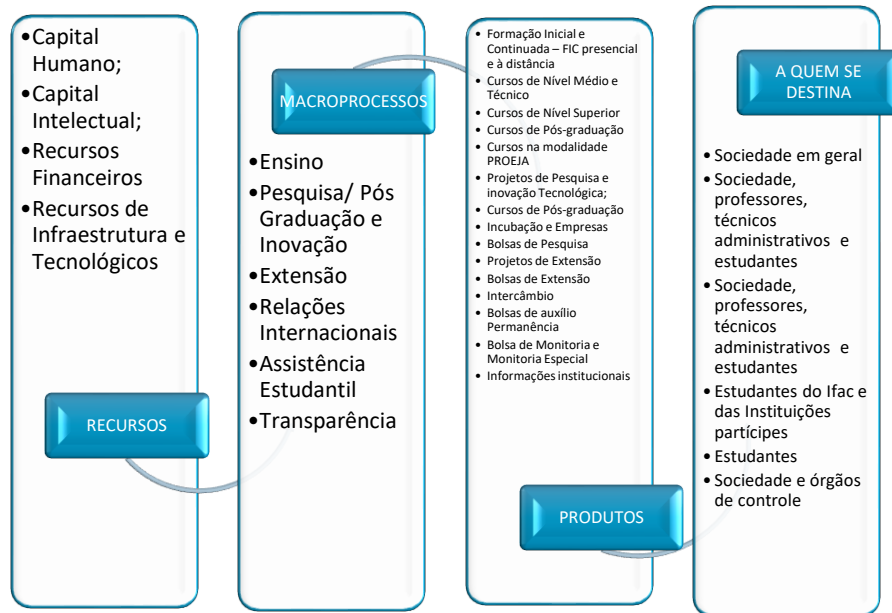 •Capital
Humano;
•Capital
Intelectual;
•Recursos
Financeiros
•Recursos de
Infraestrutura e
Tecnológicos
RECURSOS
MACROPROCESSOS
•Ensino
•Pesquisa/ Pós
Graduação e
Inovação
•Extensão
•Relações
Internacionais
•Assistência
Estudantil
•Transparência
• Formação Inicial e
Continuada – FIC presencial
e à distância
• Cursos de Nível Médio e
Técnico
• Cursos de Nível Superior
• Cursos de Pós-graduação
• Cursos na modalidade
PROEJA
• Projetos de Pesquisa e
inovação Tecnológica;
• Cursos de Pós-graduação
• Incubação e Empresas
• Bolsas de Pesquisa
• Projetos de Extensão
• Bolsas de Extensão
• Intercâmbio
• Bolsas de auxílio
Permanência
• Bolsa de Monitoria e
Monitoria Especial
• Informações institucionais
PRODUTOS
A QUEM SE
DESTINA
• Sociedade em geral
• Sociedade,
professores,
técnicos
administrativos e
estudantes
• Sociedade,
professores,
técnicos
administrativos e
estudantes
• Estudantes do Ifac e
das Instituições
partícipes
• Estudantes
• Sociedade e órgãos
de controle